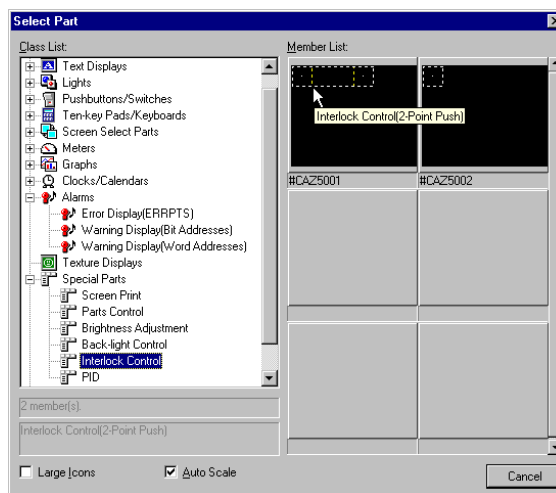 Select Part
Class List:
Text Displays
Lights
Pushbuttons/Switches
Ten-key Pads/Keyboards
Screen Select Parts
Meters
Graphs
Clocks/Calendars
Alarms
Error Display(ERRPTS)
Warning Display(Bit Addresses)
Warning Display(Word Addresses)
Texture Displays
Special Parts
Screen Print
Parts Control
Brightness Adjustment
Back-light Control
Interlock Control
PID
2 member(s).
Interlock Control(2-Point Push)
Large Icons
Auto Scale
Member List:
Interlock Control(2-Point Push)
#CAZ5001
#CAZ5002
Cancel